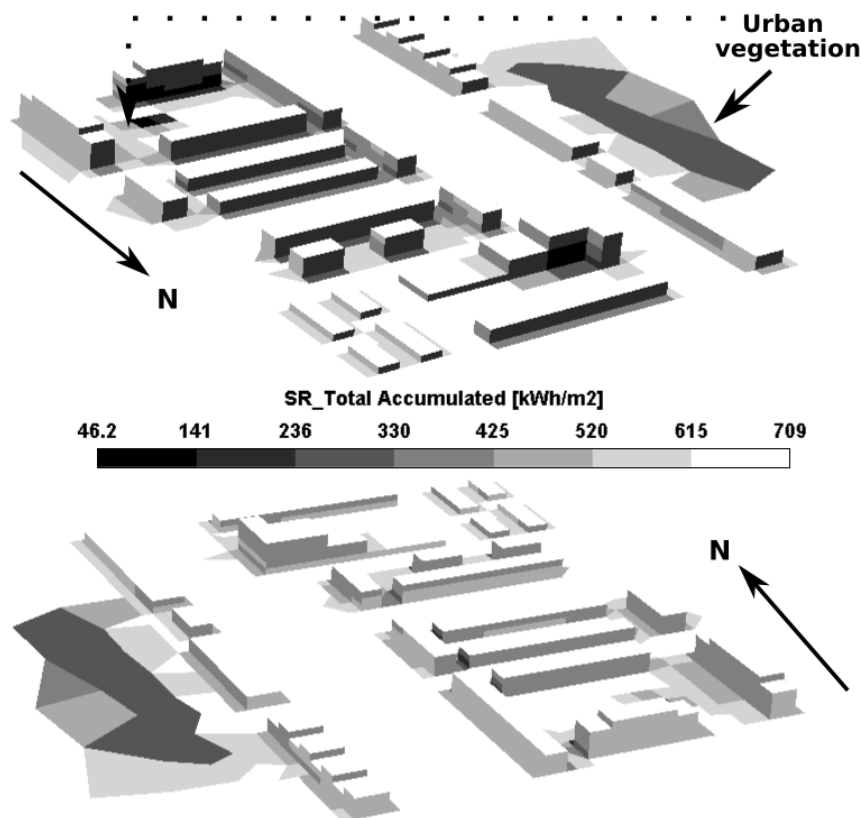 Urban
vegetation
N
SR_Total Accumulated [kWh/m2]
46.2 141 236 330 425 520 615 709
N